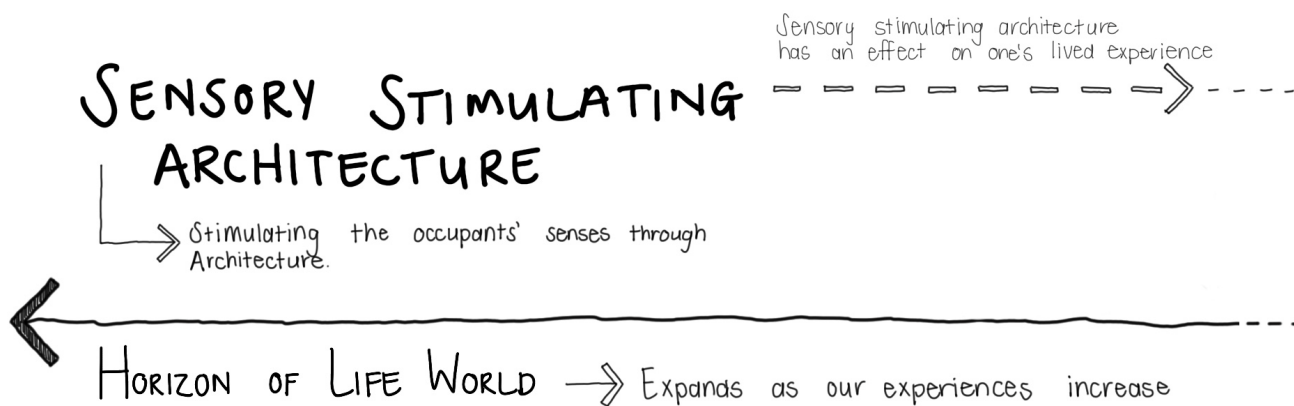 Sensory stimulating architecture
has an effect on one's lived experience
SENSORY STIMULATING
ARCHITECTURE
Stimulating the occupants' senses through
Architecture.
HORIZON OF LIFE WORLD
Expands as our experiences increase